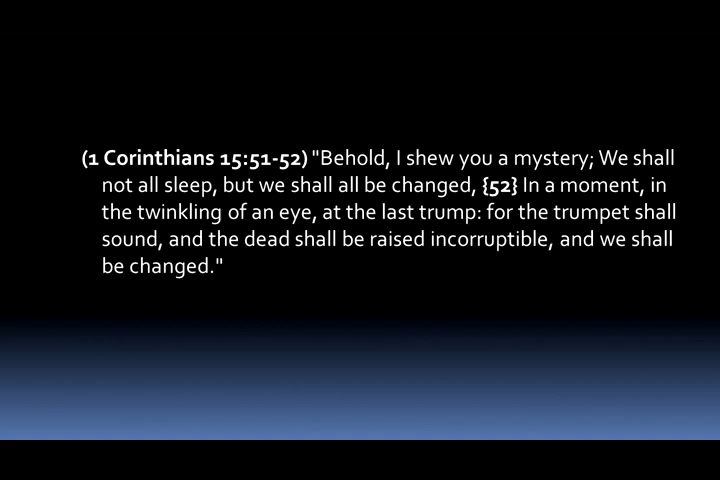 (1 Corinthians 15:51-52) "Behold, I shew you a mystery; We shall
not all sleep, but we shall all be changed, {52} In a moment, in
the twinkling of an eye, at the last trump: for the trumpet shall
sound, and the dead shall be raised incorruptible, and we shall
be changed."